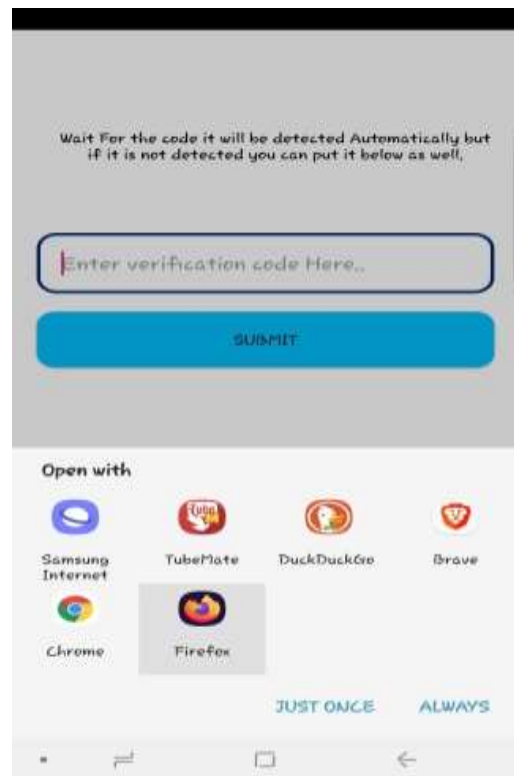 Wait For the code it will be detected Automatically but
if it is not detected you can put it below as well,
Enter verification code Here..
SUBMIT
Open with
Samsung
Internet
TubeMate
DuckDuckGo
Brave
Chrome
Firefox
JUST ONCE
ALWAYS